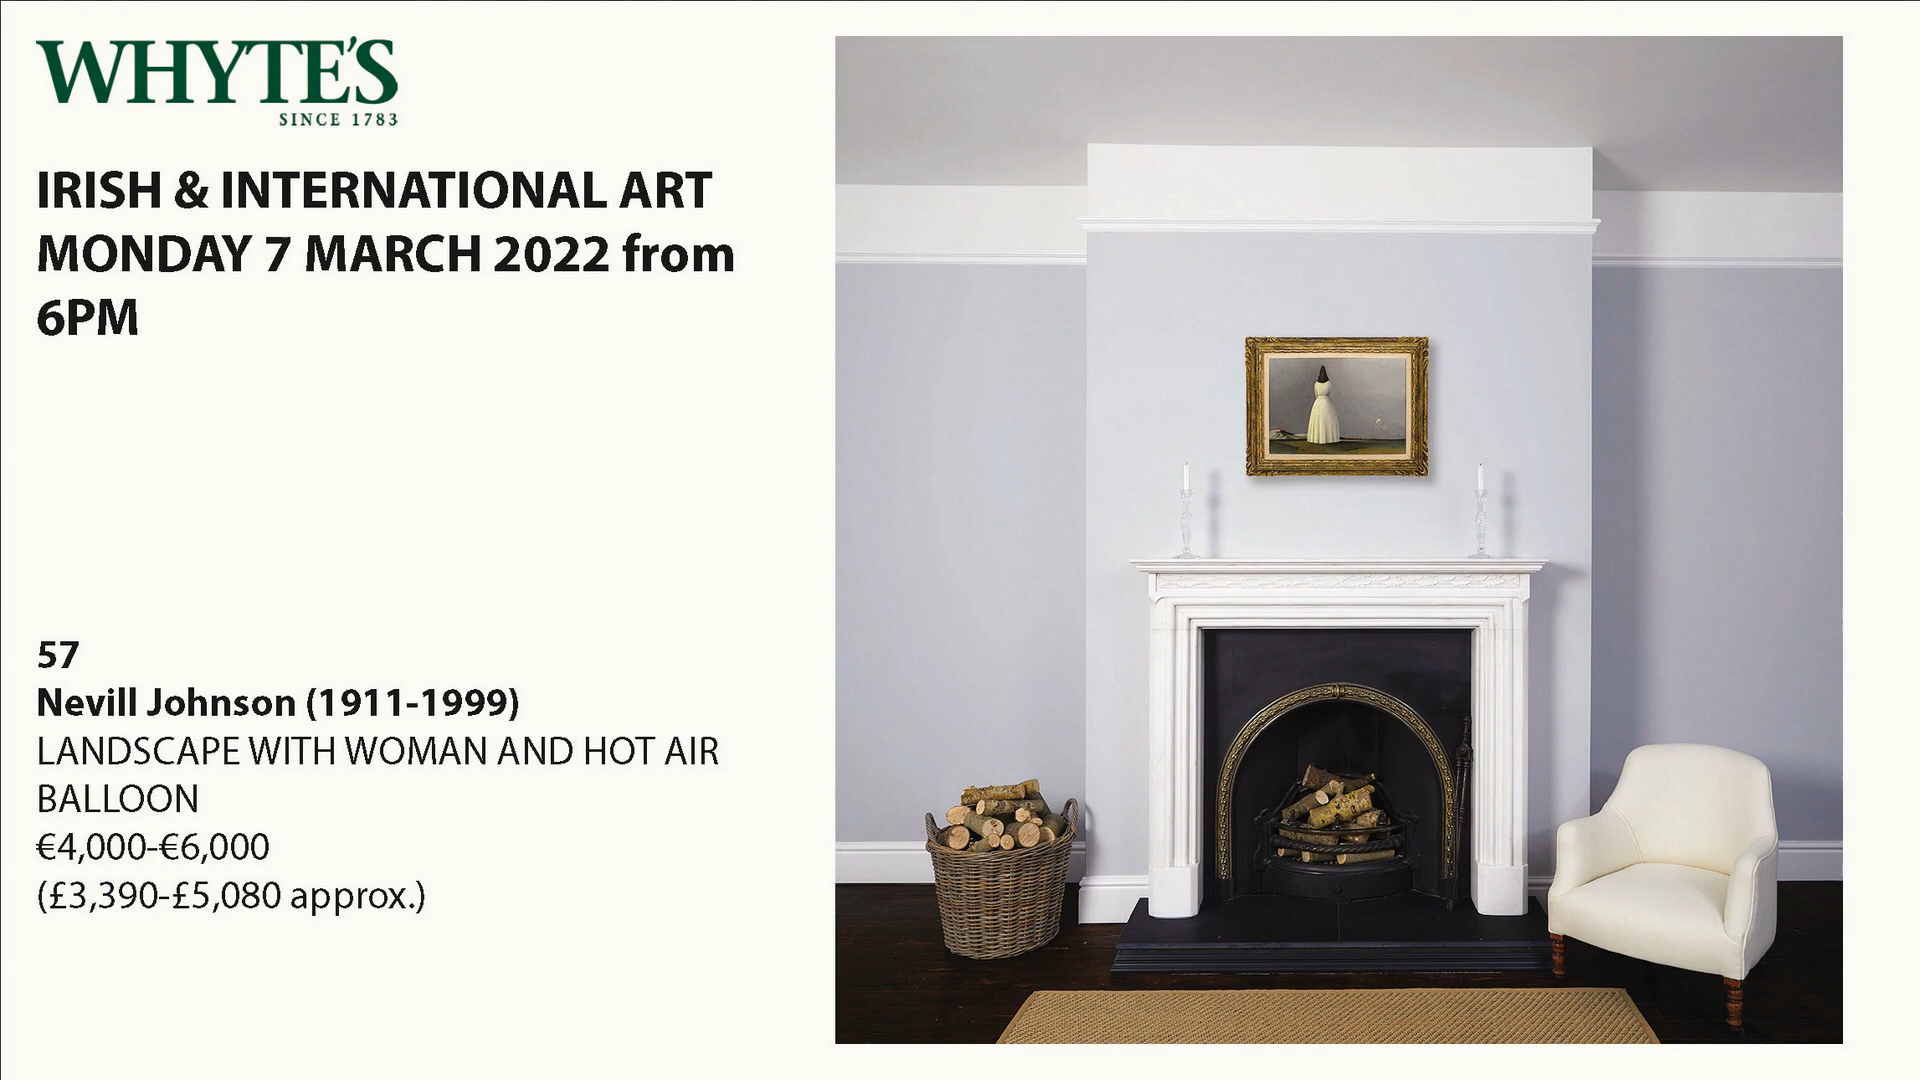 WHYTE'S
SINCE 1783
IRISH & INTERNATIONAL ART
MONDAY 7 MARCH 2022 from
6PM
57
Nevill Johnson (1911-1999)
LANDSCAPE WITH WOMAN AND HOT AIR
BALLOON
€4,000-€6,000
(£3,390-£5,080 approx.)